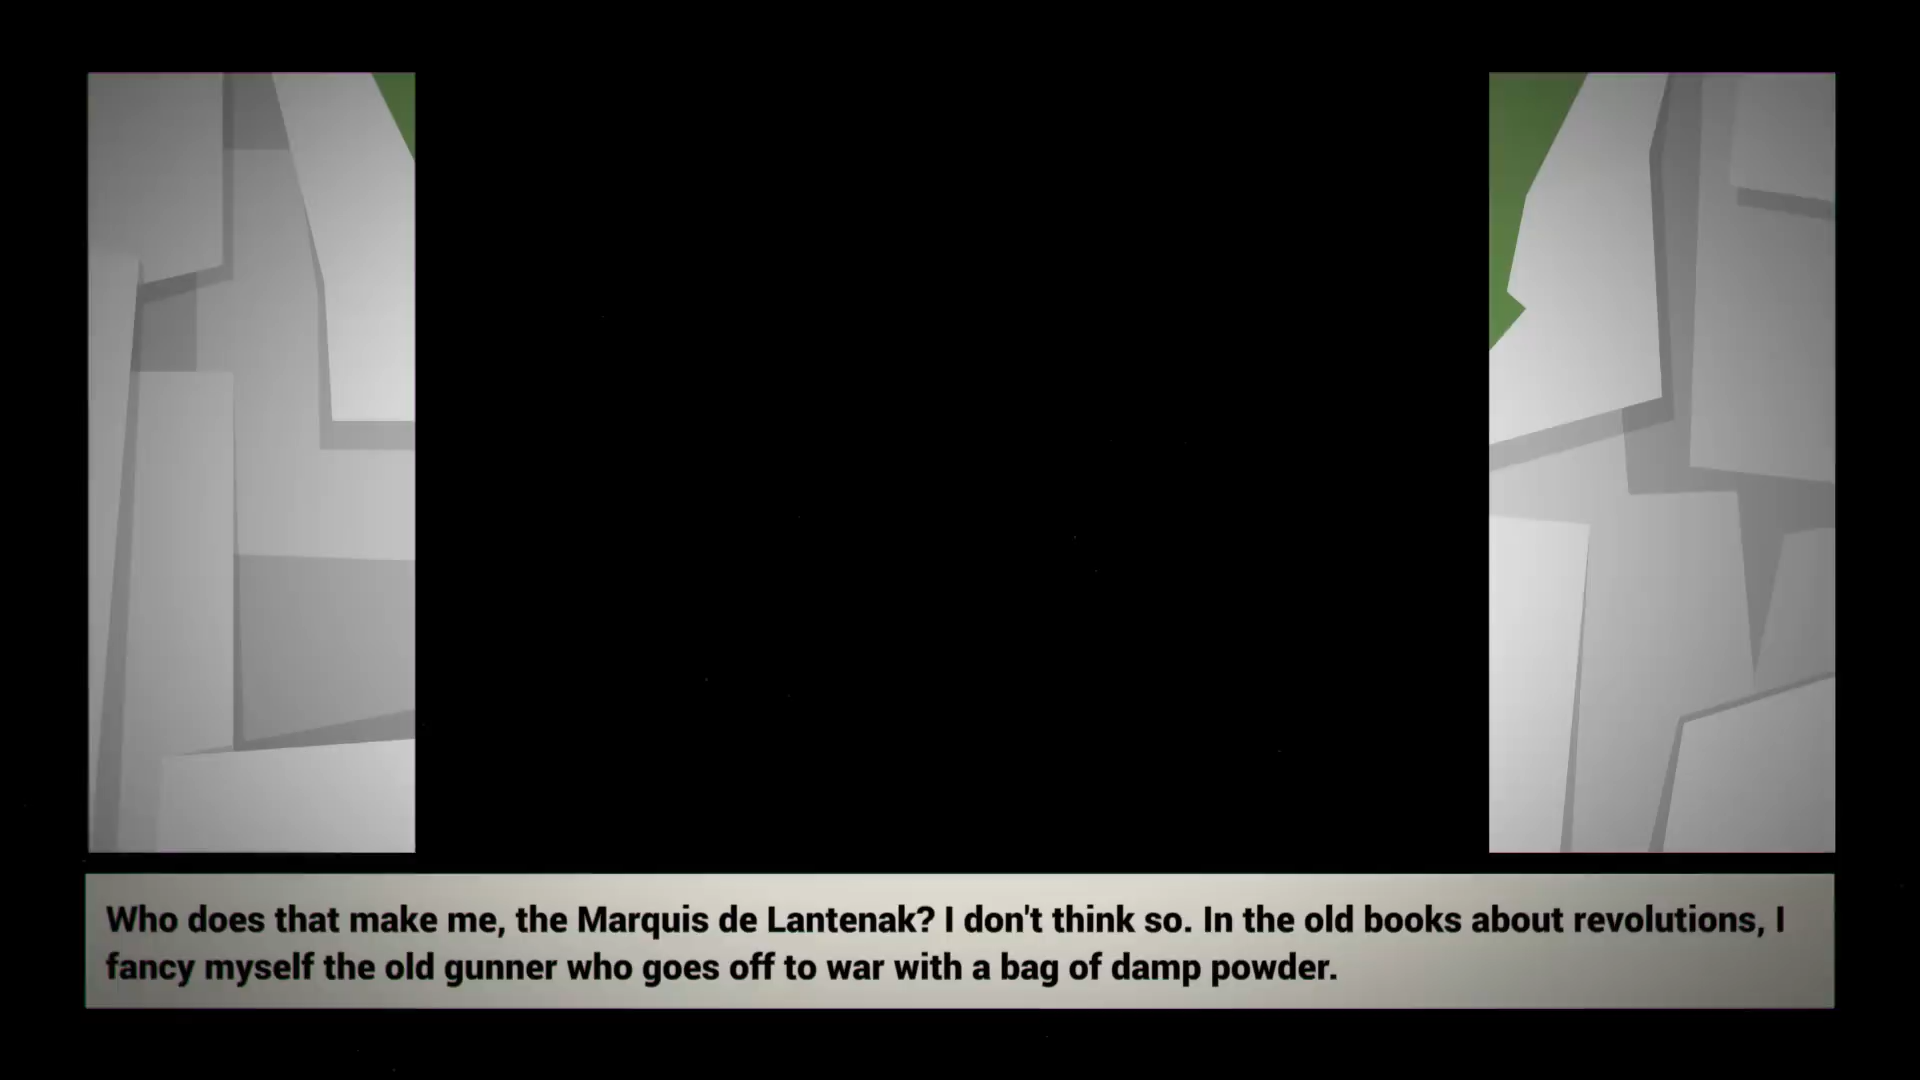 Who does that make me, the Marquis de Lantenak? I don't think so. In the old books about revolutions, I
fancy myself the old gunner who goes off to war with a bag of damp powder.